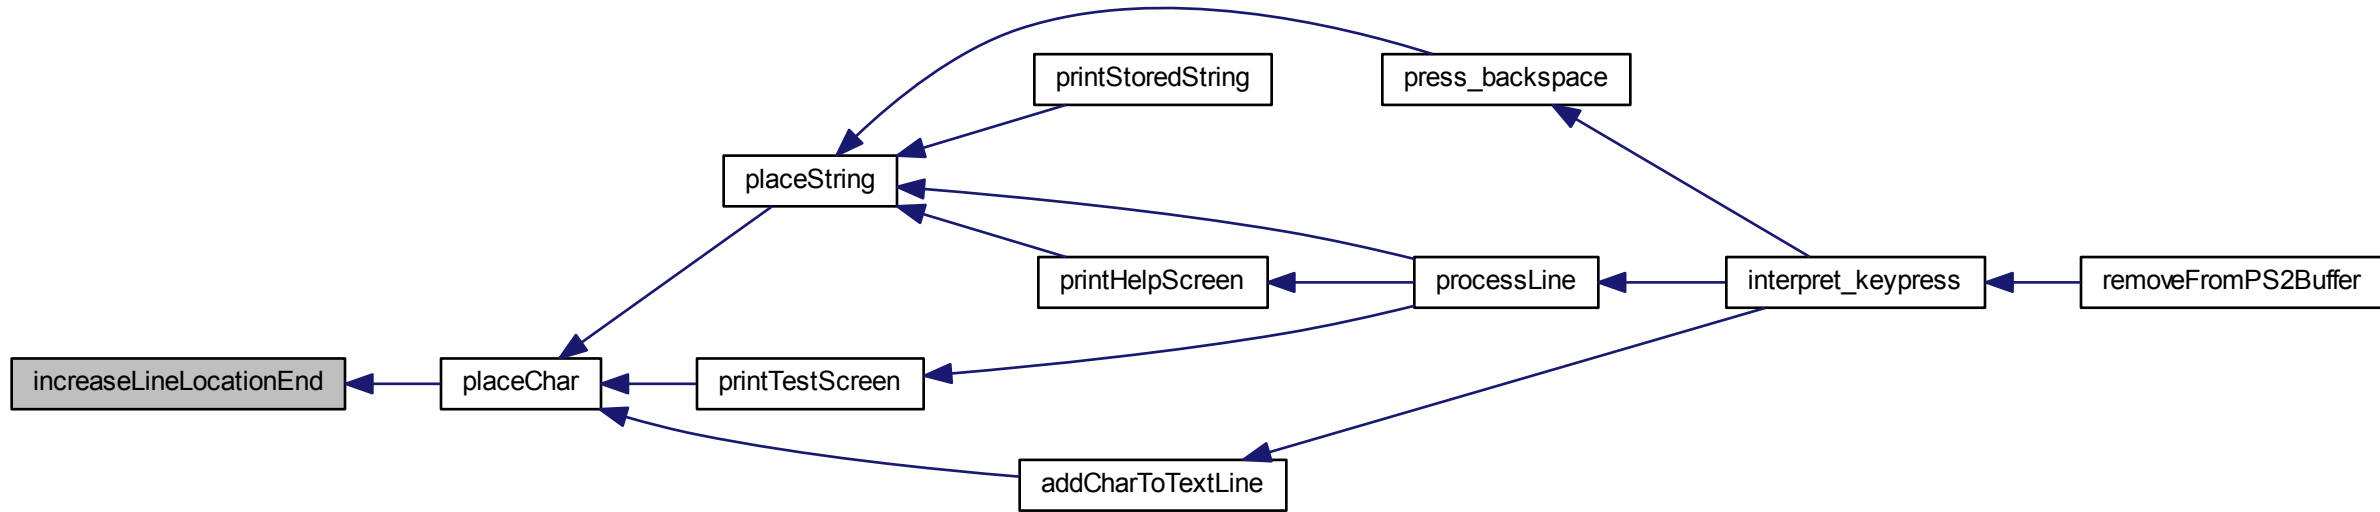 printStoredString
press_backspace
placeString
printHelpScreen
processLine
interpret_keypress
removeFromPS2Buffer
increaseLineLocationEnd
placeChar
printTestScreen
addCharToTextLine